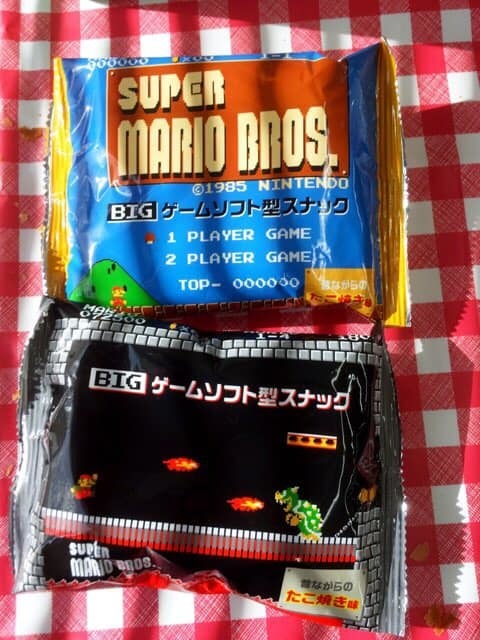 000000
SUPER
MARIO BROS.
©1985 NINTENDO
BIG ゲームソフト型スナック
1 PLAYER GAME
2 PLAYER GAME
TOP- 000000
昔ながらの
たこ焼き味
1-4
BIG ゲームソフト型スナック
SUPER
MARIO BROS.
昔ながらの
たこ焼き味